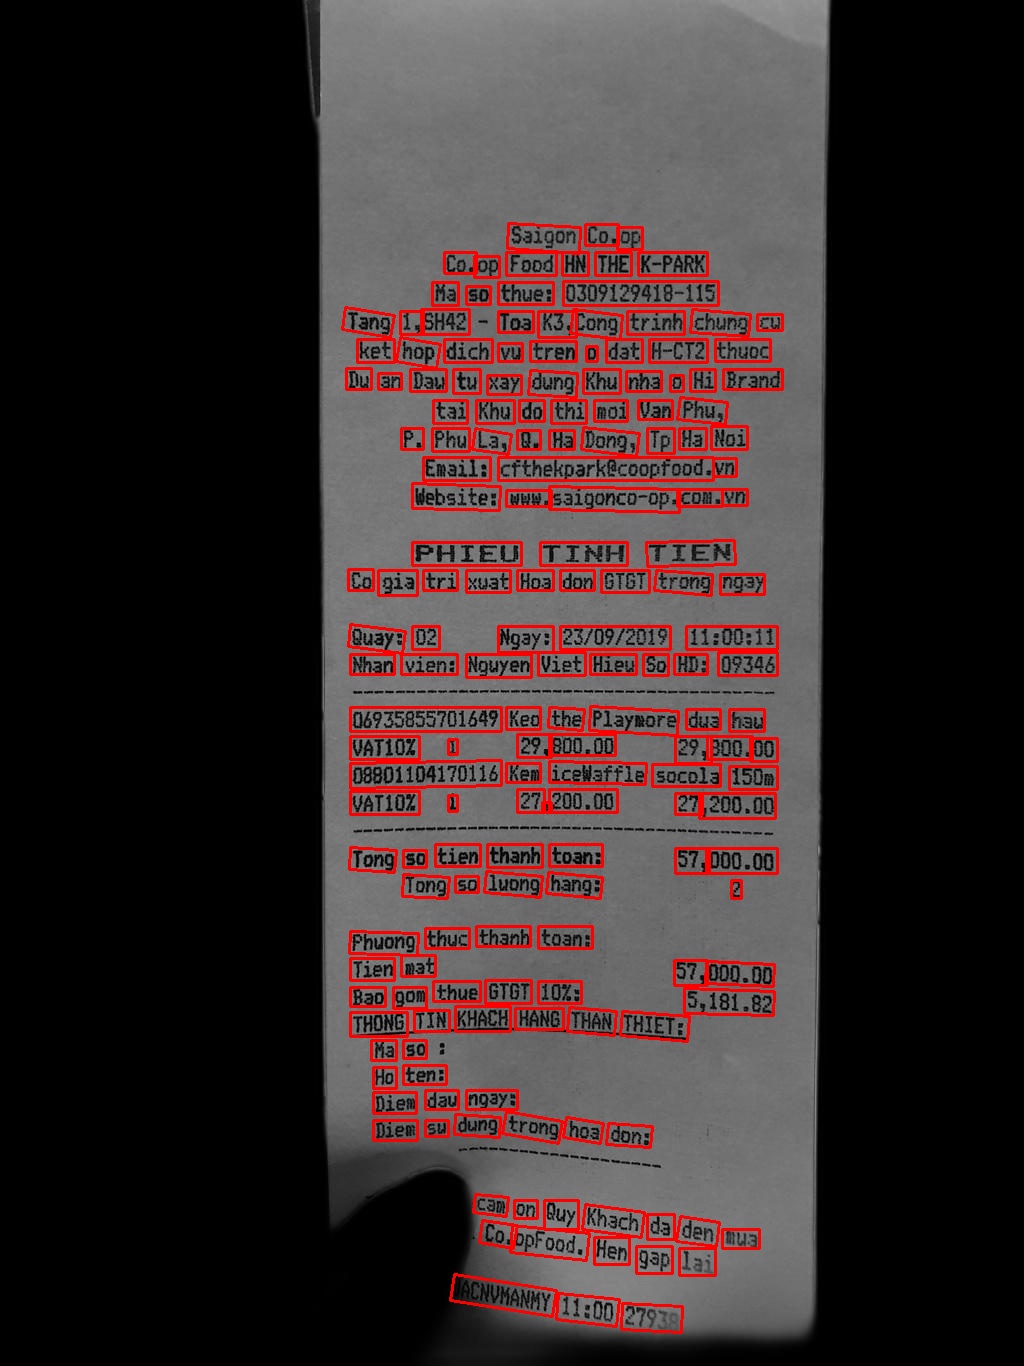 Saigon Co.op
Co.op Food HN THE K-PARK
Ma so thue: 0309129418-115
Tang 1,SH42 - Toa K3,Cong trinh chung cu
ket hop dich vu tren o dat H-CT2 thuoc
Du an Dau tu xay dung Khu nha o Hi Brand
tai Khu do thi moi Van Phu,
P. Phu La, Q. Ha Dong, Tp Ha Noi
Email: cfthekpark@coopfood.vn
Website: www.saigonco-op.com.vn
PHIEU TINH TIEN
Co gia tri xuat Hoa don GTGT trong ngay
Quay: 02 Ngay: 23/09/2019 11:00:11
Nhan vien: Nguyen Viet Hieu So HD: 09346
06935855701649 Keo the Playmore dua hau
VAT10% 1 29,800.00 29,800.00
08801104170116 Kem iceWaffle socola 150m
VAT10% 1 27,200.00 27,200.00
Tong so tien thanh toan: 57,000.00
Tong so luong hang: 2
Phuong thuc thanh toan:
Tien mat 57,000.00
Bao gom thue GTGT 10%: 5,181.82
THONG TIN KHACH HANG THAN THIET:
Ma so :
Ho ten:
Diem dau ngay:
Diem su dung trong hoa don:
cam on Quy Khach da den mua
Co.opFood. Hen gap lai
ACNVMANMY 11:00 27938